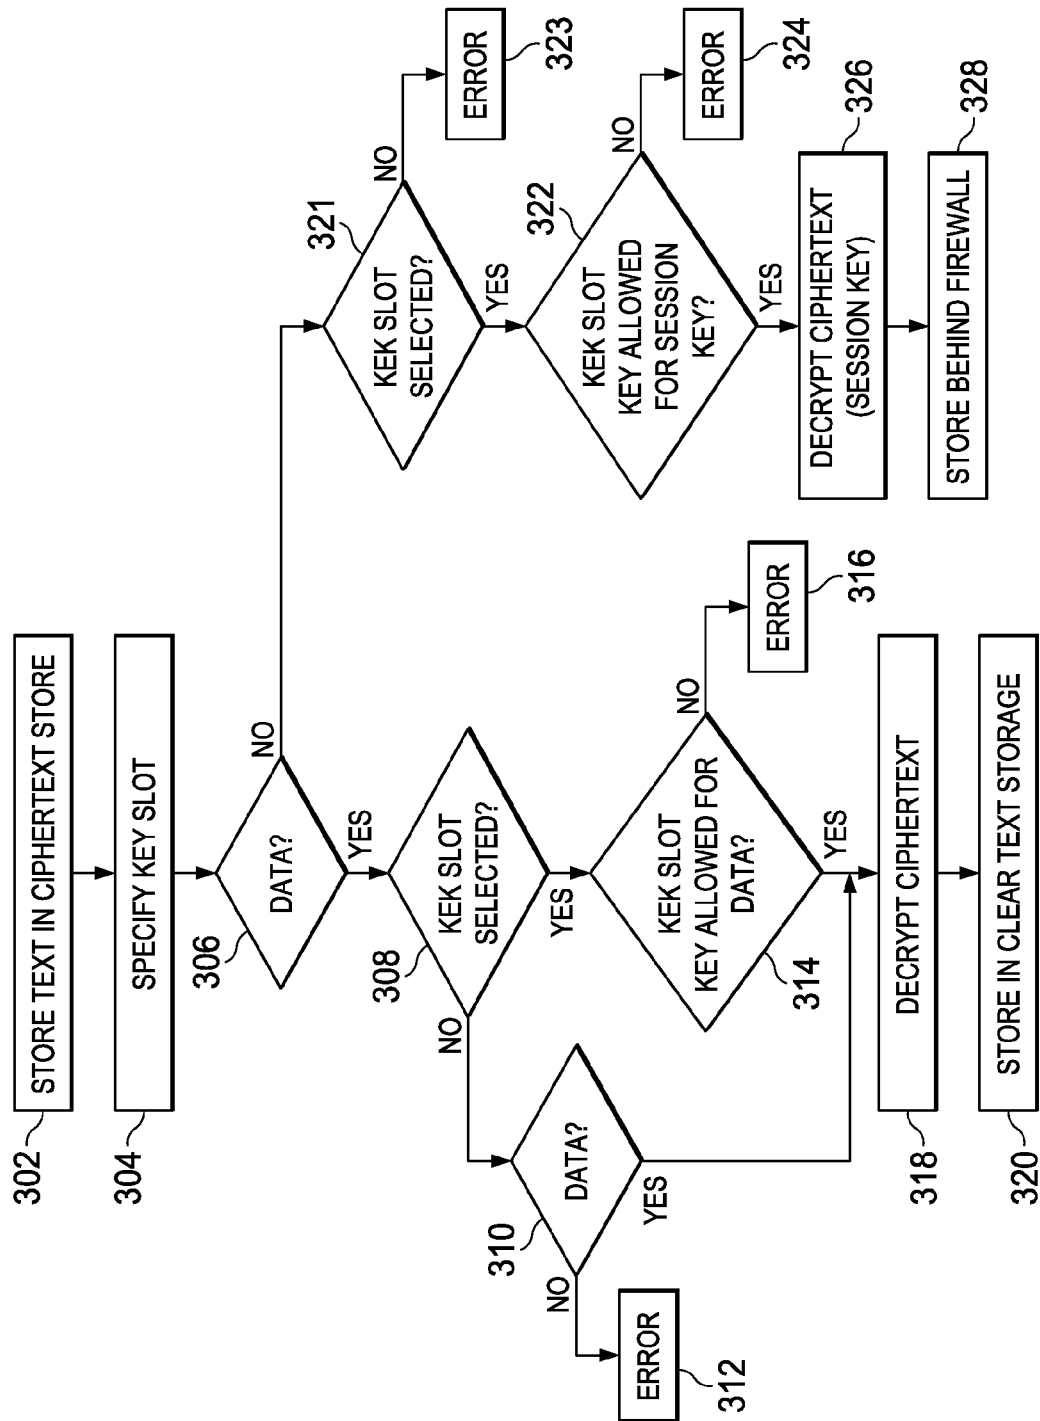 302
STORE TEXT IN CIPHERTEXT STORE
304
SPECIFY KEY SLOT
306
DATA?
NO
YES
308
KEK SLOT
SELECTED?
NO
YES
310
DATA?
NO
YES
312
ERROR
314
KEK SLOT
KEY ALLOWED FOR
DATA?
NO
YES
ERROR
316
318
DECRYPT CIPHERTEXT
320
STORE IN CLEAR TEXT STORAGE
321
KEK SLOT
SELECTED?
NO
YES
ERROR
323
322
KEK SLOT
KEY ALLOWED
FOR SESSION
KEY?
NO
YES
ERROR
324
DECRYPT CIPHERTEXT
(SESSION KEY)
326
STORE BEHIND FIREWALL
328